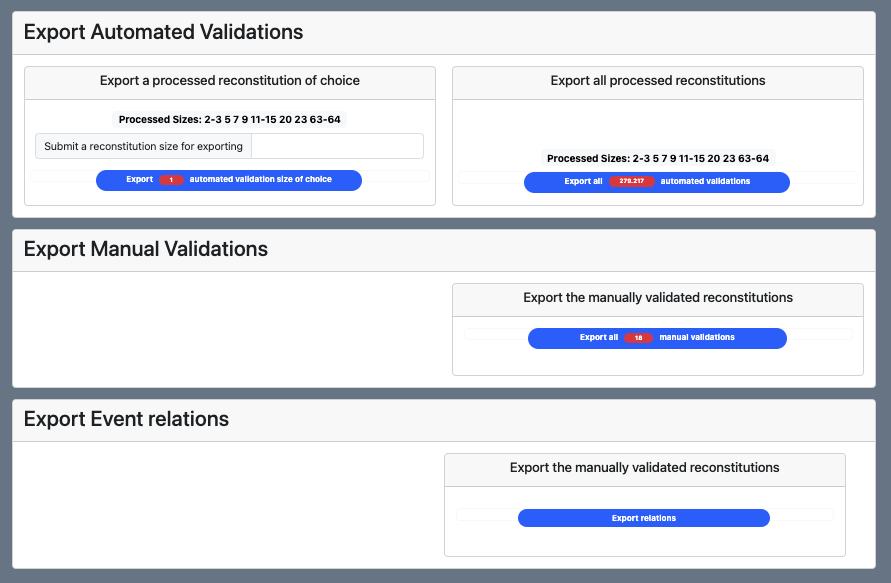 Export Automated Validations
Export a processed reconstitution of choice
Processed Sizes: 2-3 5 7 9 11-15 20 23 63-64
Submit a reconstitution size for exporting
Export 1 automated validation size of choice
Export all processed reconstitutions
Processed Sizes: 2-3 5 7 9 11-15 20 23 63-64
Export all 279.217 automated validations
Export Manual Validations
Export the manually validated reconstitutions
Export all 18 manual validations
Export Event relations
Export the manually validated reconstitutions
Export relations